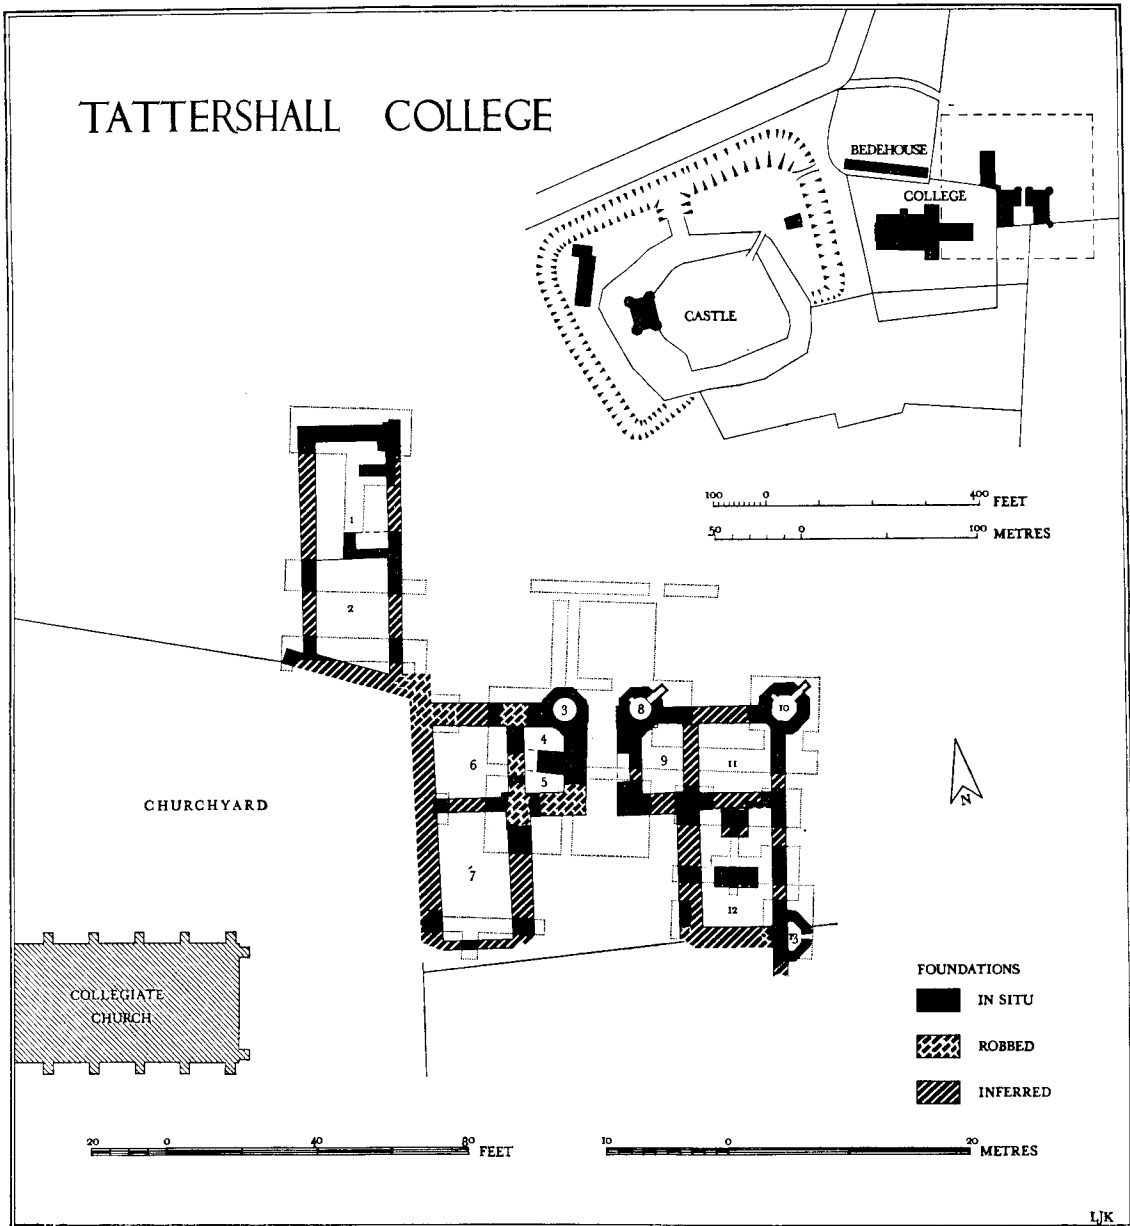 TATTERSHALL COLLEGE
BEDEHOUSE
COLLEGE
CASTLE
100 0 400 FEET
50 0 100 METRES
1
2
3
4
5
6
7
8
9
10
11
12
13
CHURCHYARD
N
COLLEGIATE
CHURCH
FOUNDATIONS
IN SITU
ROBBED
INFERRED
20 0 40 80 FEET
10 0 20 METRES
LJK